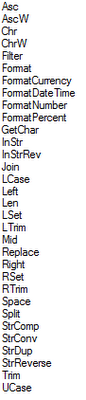 Asc
AscW
Chr
ChrW
Filter
Format
FormatCurrency
FormatDateTime
FormatNumber
FormatPercent
GetChar
InStr
InStrRev
Join
LCase
Left
Len
LSet
LTrim
Mid
Replace
Right
RSet
RTrim
Space
Split
StrComp
StrConv
StrDup
StrReverse
Trim
UCase